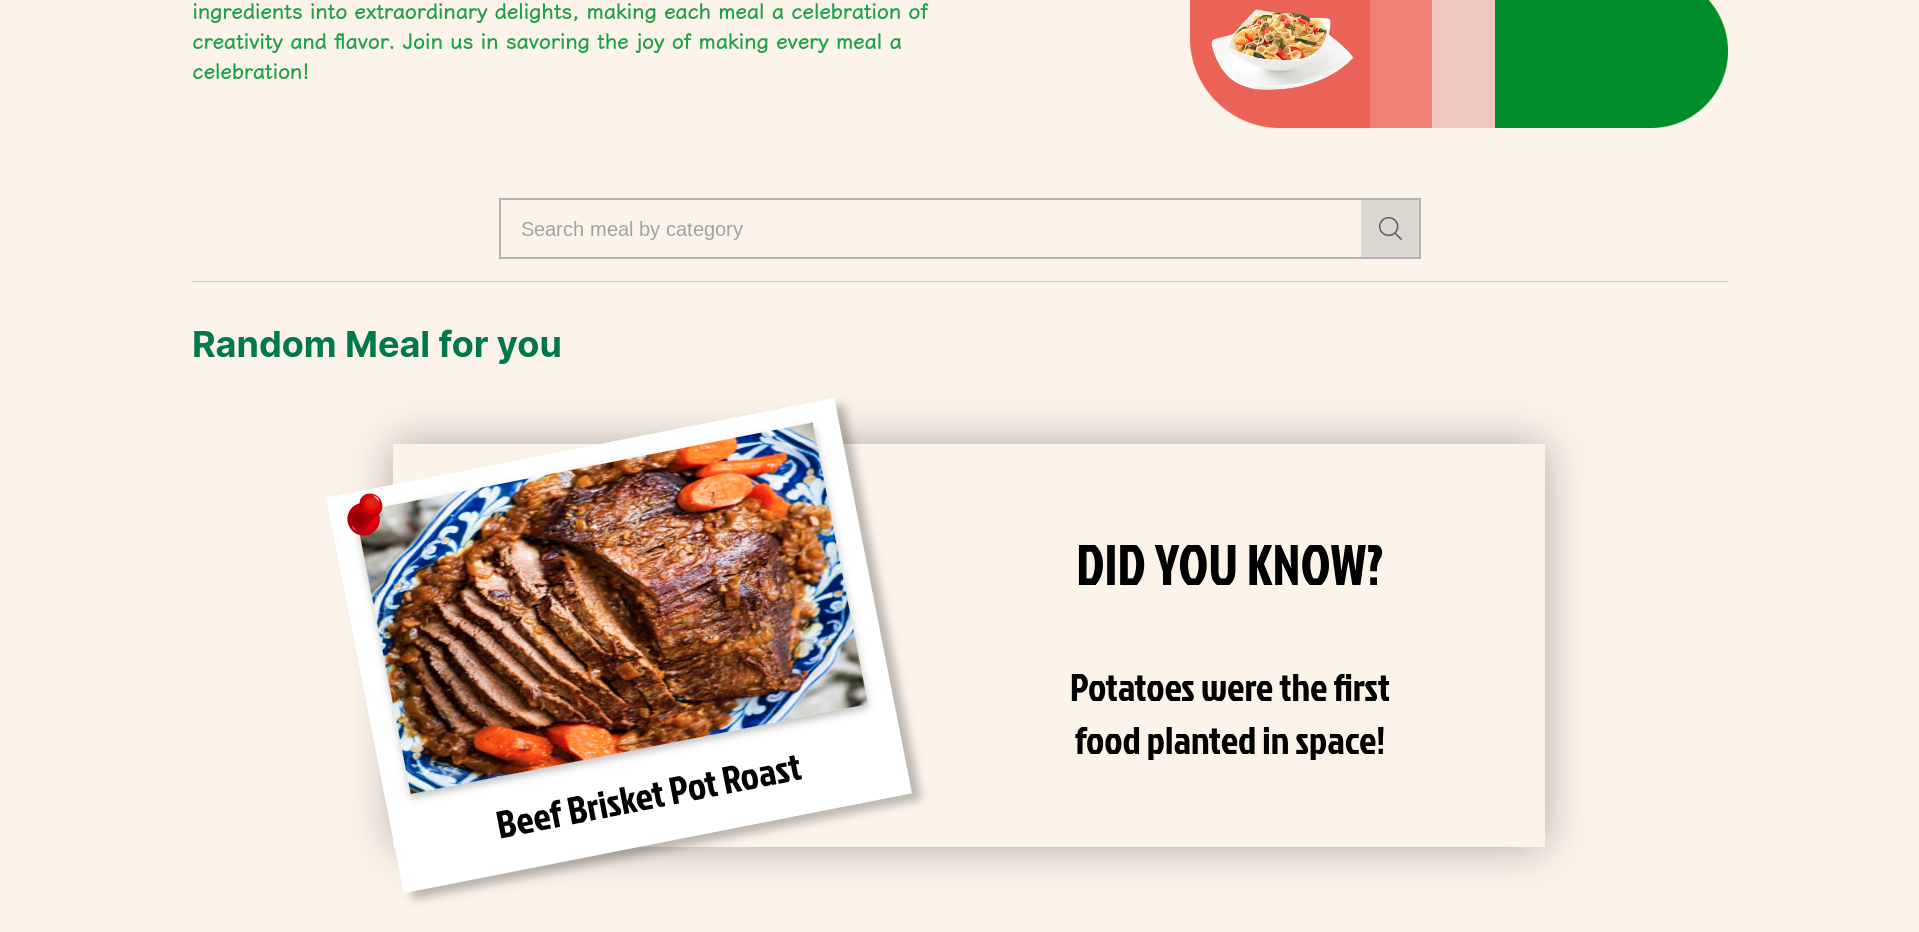 ingredients into extraordinary delights, making each meal a celebration of
creativity and flavor. Join us in savoring the joy of making every meal a
celebration!
Search meal by category
Random Meal for you
Beef Brisket Pot Roast
DID YOU KNOW?
Potatoes were the first
food planted in space!